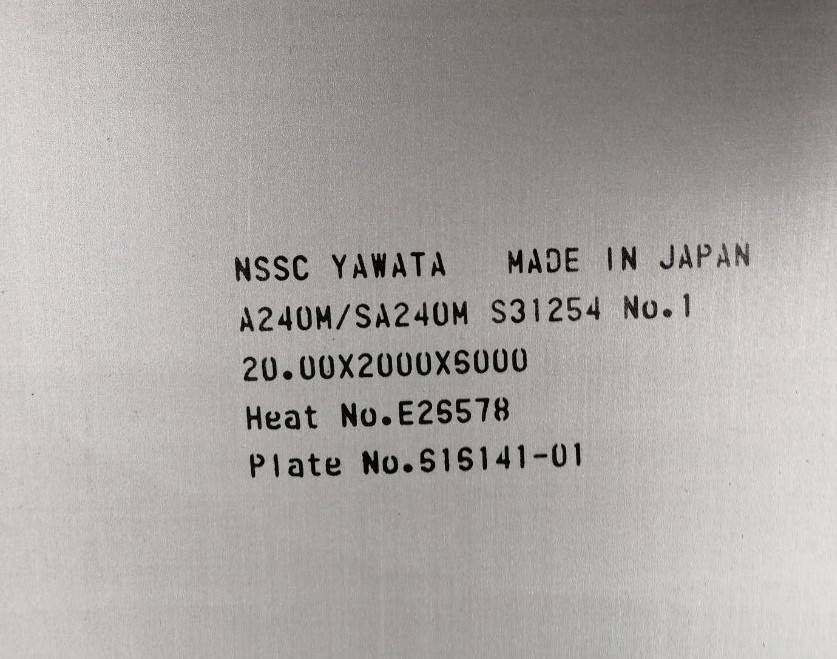 NSSC YAWATA MADE IN JAPAN
A240M/SA240M S31254 No.1
20.00X2000X6000
Heat No.E26578
Plate No.616141-01